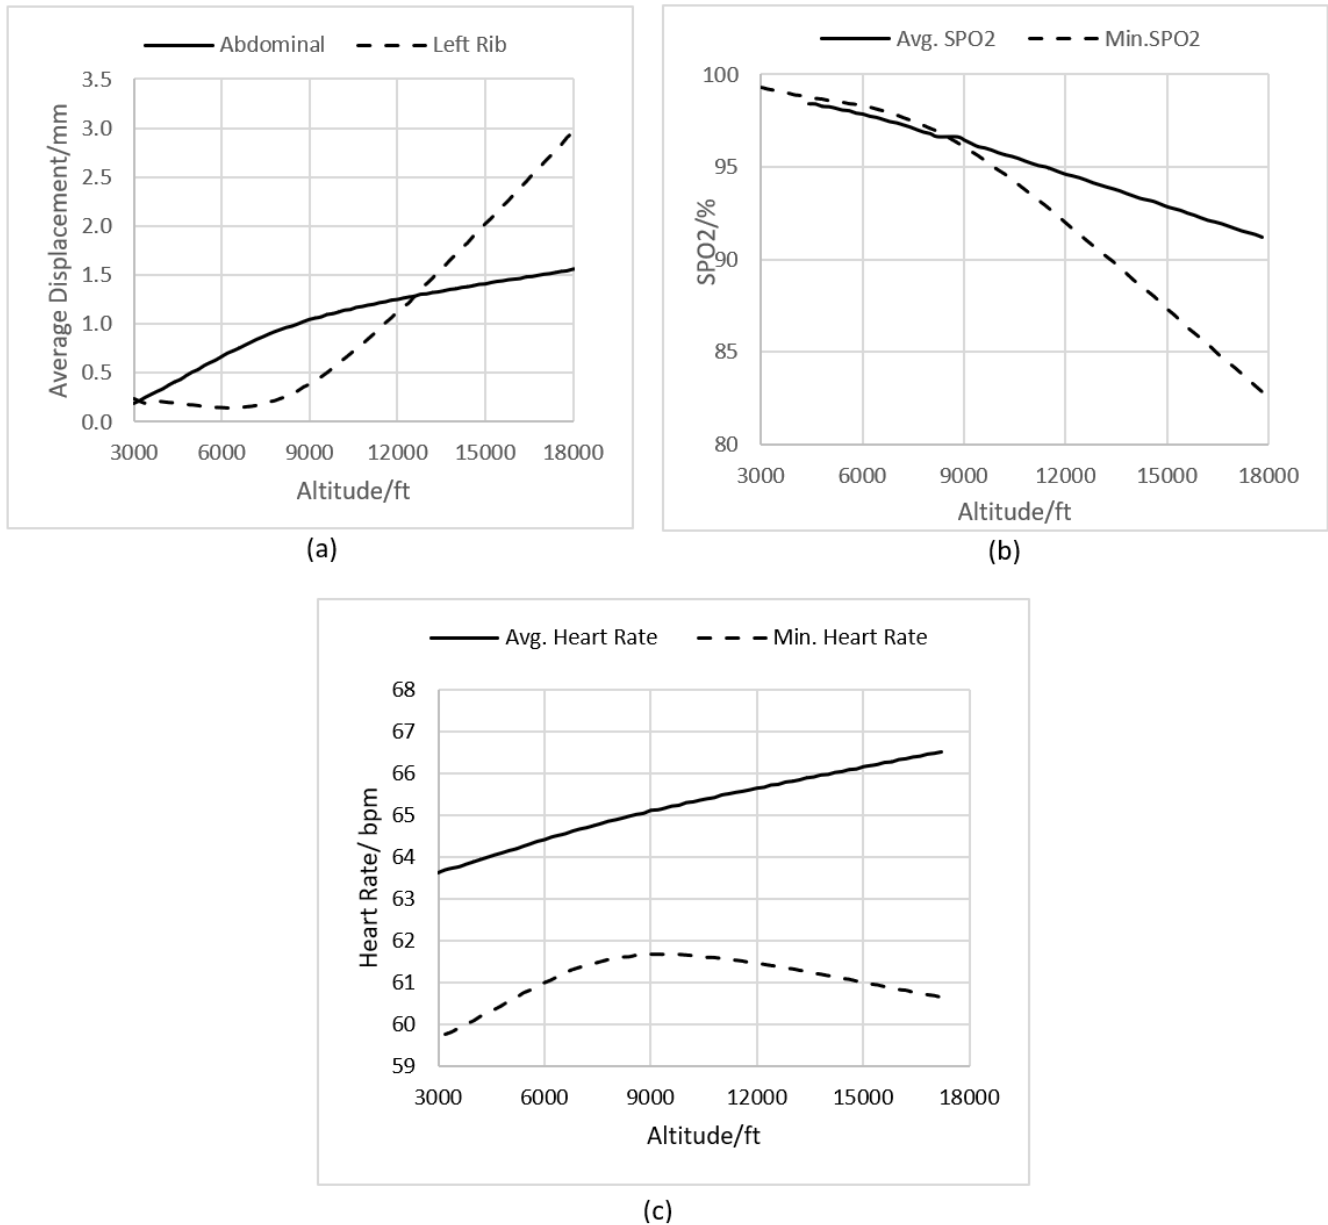 Abdominal Left Rib
Average Displacement/mm
3.5
3.0
2.5
2.0
1.5
1.0
0.5
0.0
3000 6000 9000 12000 15000 18000
Altitude/ft
(a)
Avg. SPO2 Min.SPO2
SPO2/%
100
95
90
85
80
3000 6000 9000 12000 15000 18000
Altitude/ft
(b)
Avg. Heart Rate Min. Heart Rate
Heart Rate/ bpm
68
67
66
65
64
63
62
61
60
59
3000 6000 9000 12000 15000 18000
Altitude/ft
(c)